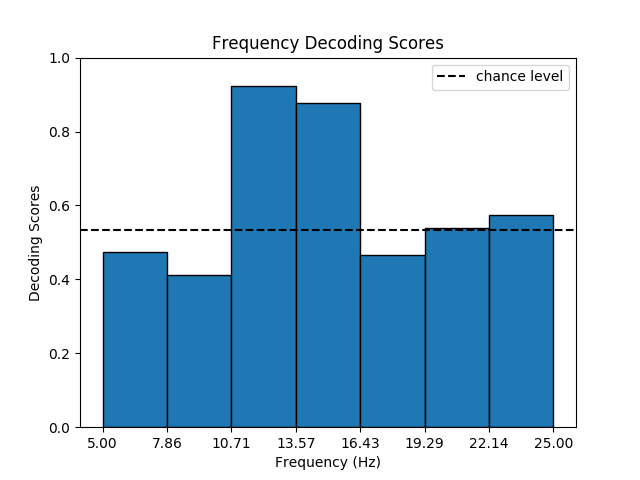 Frequency Decoding Scores
1.0
chance level
0.8
0.6
0.4
0.2
0.0
Decoding Scores
5.00 7.86 10.71 13.57 16.43 19.29 22.14 25.00
Frequency (Hz)